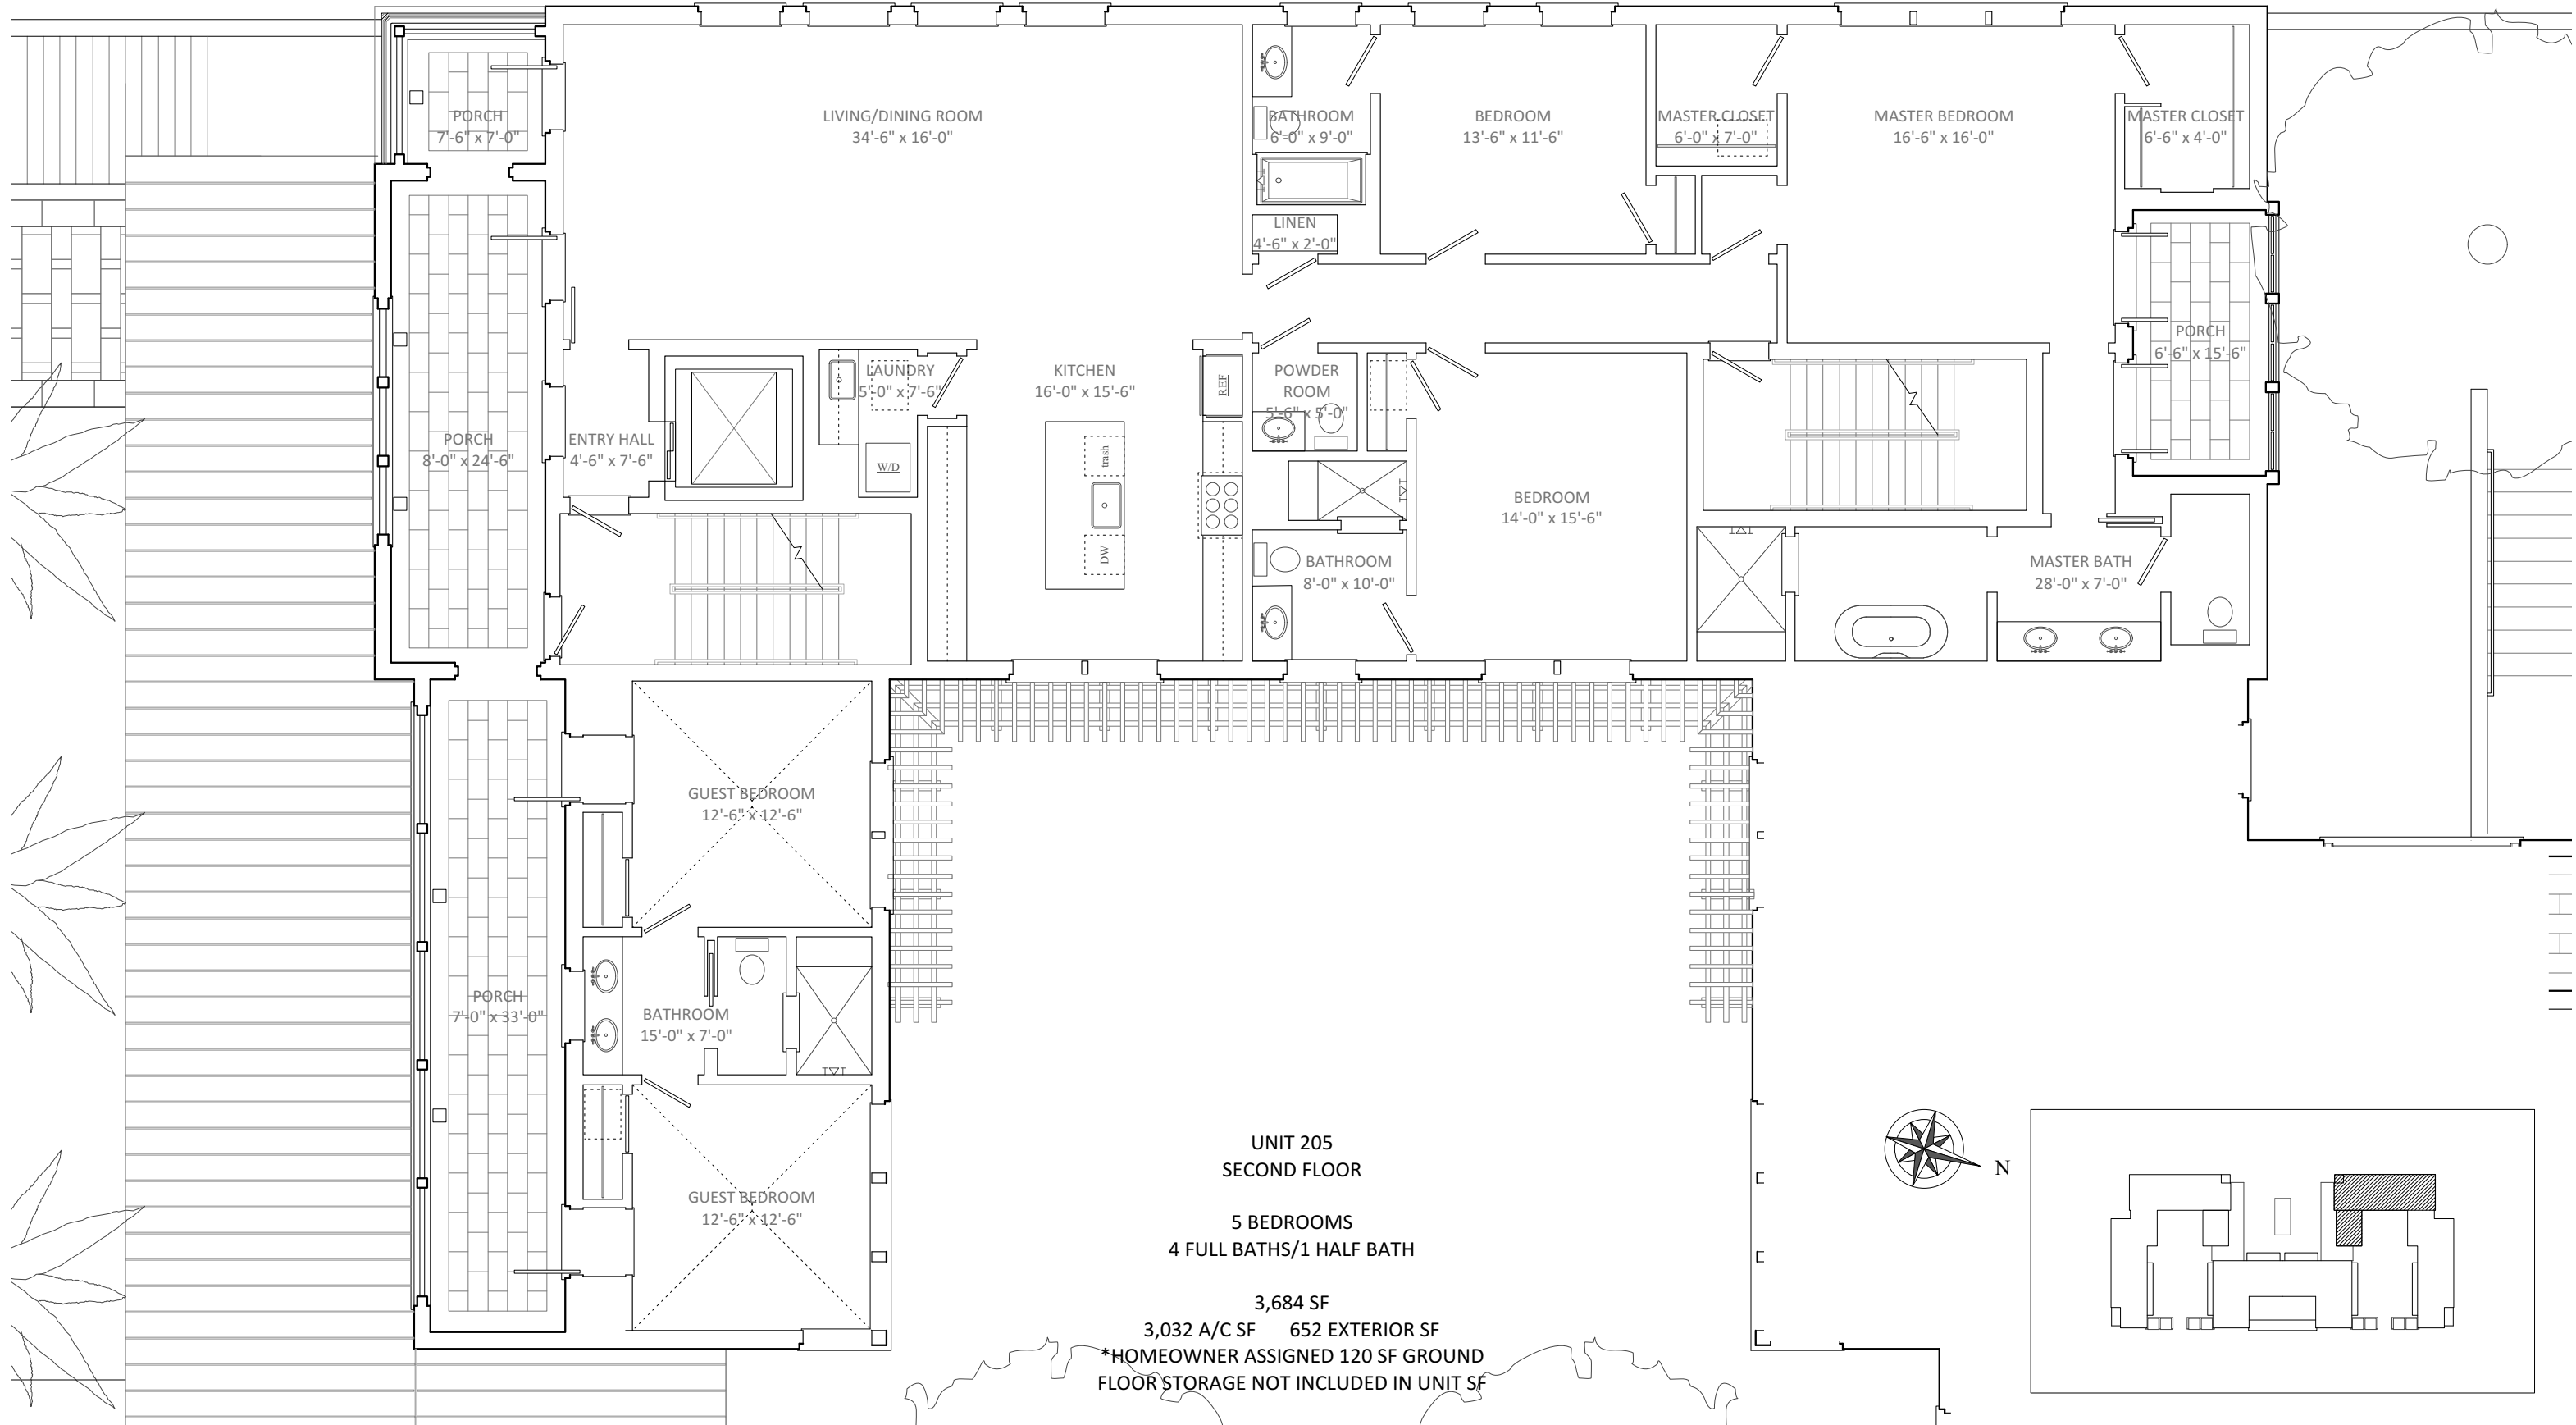 PORCH
7'-6" x 7'-0"
LIVING/DINING ROOM
34'-6" x 16'-0"
BATHROOM
6'-0" x 9'-0"
BEDROOM
13'-6" x 11'-6"
MASTER CLOSET
6'-0" x 7'-0"
MASTER BEDROOM
16'-6" x 16'-0"
MASTER CLOSET
6'-6" x 4'-0"
LINEN
4'-6" x 2'-0"
PORCH
6'-6" x 15'-6"
LAUNDRY
5'-0" x 7'-6"
KITCHEN
16'-0" x 15'-6"
REF
POWDER
ROOM
5'-6" x 5'-0"
PORCH
8'-0" x 24'-6"
ENTRY HALL
4'-6" x 7'-6"
W/D
trash
DW
BEDROOM
14'-0" x 15'-6"
BATHROOM
8'-0" x 10'-0"
MASTER BATH
28'-0" x 7'-0"
GUEST BEDROOM
12'-6" x 12'-6"
PORCH
7'-0" x 33'-0"
BATHROOM
15'-0" x 7'-0"
GUEST BEDROOM
12'-6" x 12'-6"
UNIT 205
SECOND FLOOR
5 BEDROOMS
4 FULL BATHS/1 HALF BATH
3,684 SF
3,032 A/C SF 652 EXTERIOR SF
*HOMEOWNER ASSIGNED 120 SF GROUND
FLOOR STORAGE NOT INCLUDED IN UNIT SF
N